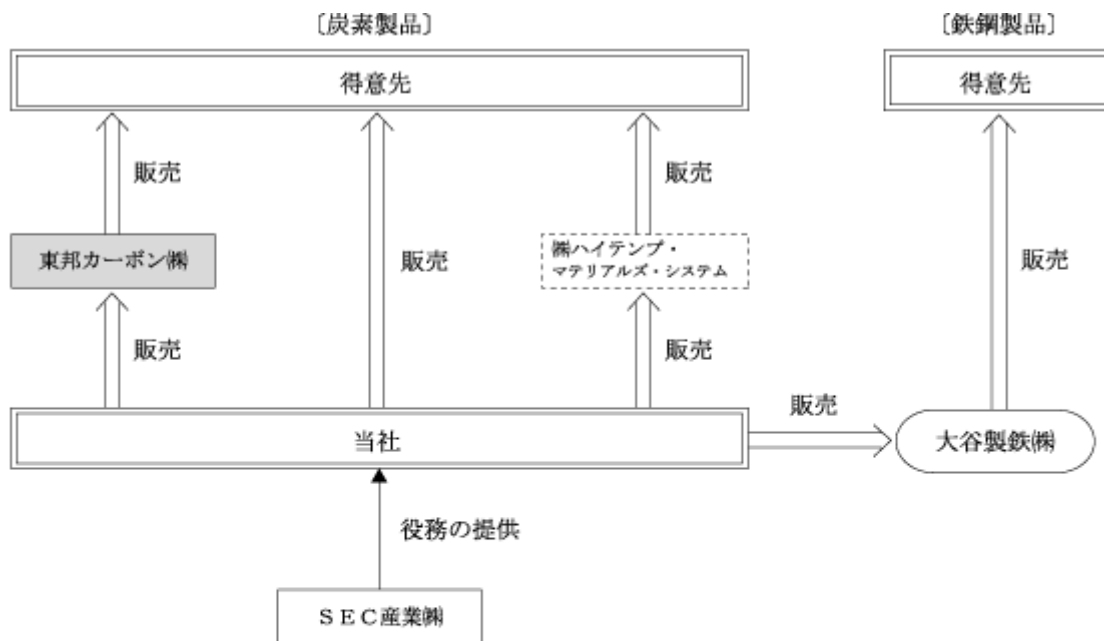 〔炭素製品〕
〔鉄鋼製品〕
得意先
得意先
販売
販売
東邦カーボン㈱
販売
㈱ハイテンプ・
マテリアルズ・システム
販売
販売
販売
販売
当社
大谷製鉄㈱
役務の提供
ＳＥＣ産業㈱